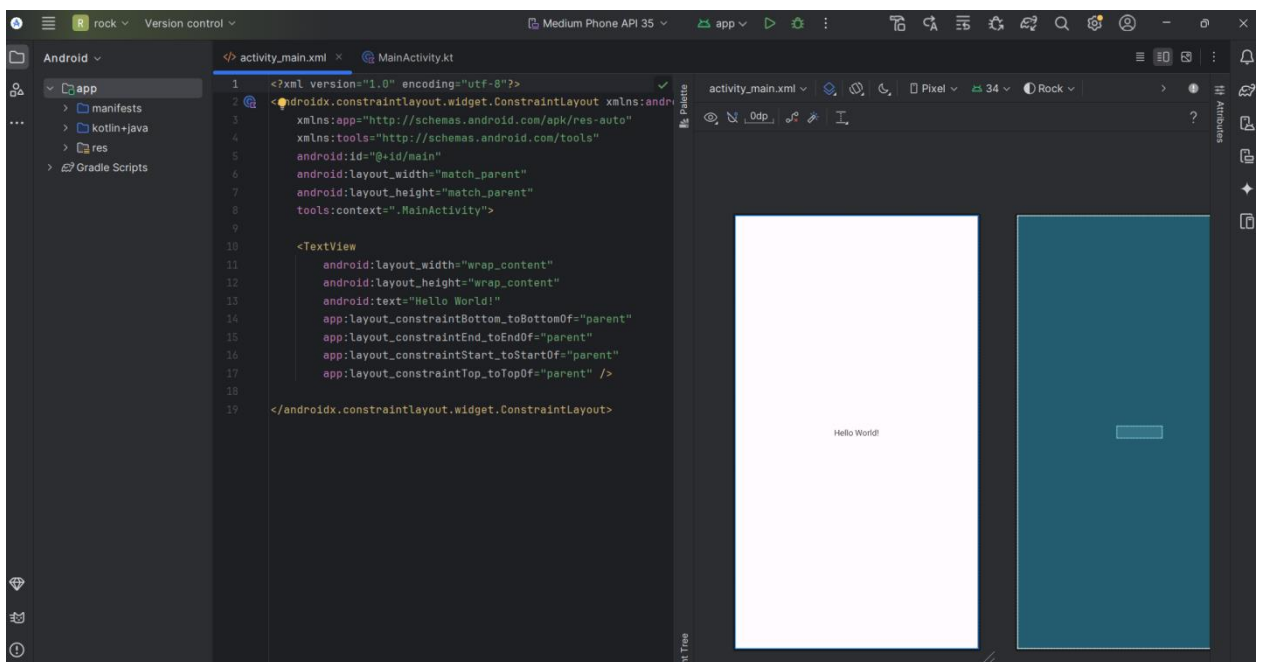 R rock Version control Medium Phone API 35 app
Android
activity_main.xml MainActivity.kt
app
manifests
kotlin+java
res
Gradle Scripts
1 <?xml version="1.0" encoding="utf-8"?>
2 <androidx.constraintlayout.widget.ConstraintLayout xmlns:andr
3 xmlns:app="http://schemas.android.com/apk/res-auto"
4 xmlns:tools="http://schemas.android.com/tools"
5 android:id="@+id/main"
6 android:layout_width="match_parent"
7 android:layout_height="match_parent"
8 tools:context=".MainActivity">
9
10 <TextView
11 android:layout_width="wrap_content"
12 android:layout_height="wrap_content"
13 android:text="Hello World!"
14 app:layout_constraintBottom_toBottomOf="parent"
15 app:layout_constraintEnd_toEndOf="parent"
16 app:layout_constraintStart_toStartOf="parent"
17 app:layout_constraintTop_toTopOf="parent" />
18
19 </androidx.constraintlayout.widget.ConstraintLayout>
Palette
activity_main.xml Pixel 34 Rock
0dp
?
Hello World!
Attributes
Tree